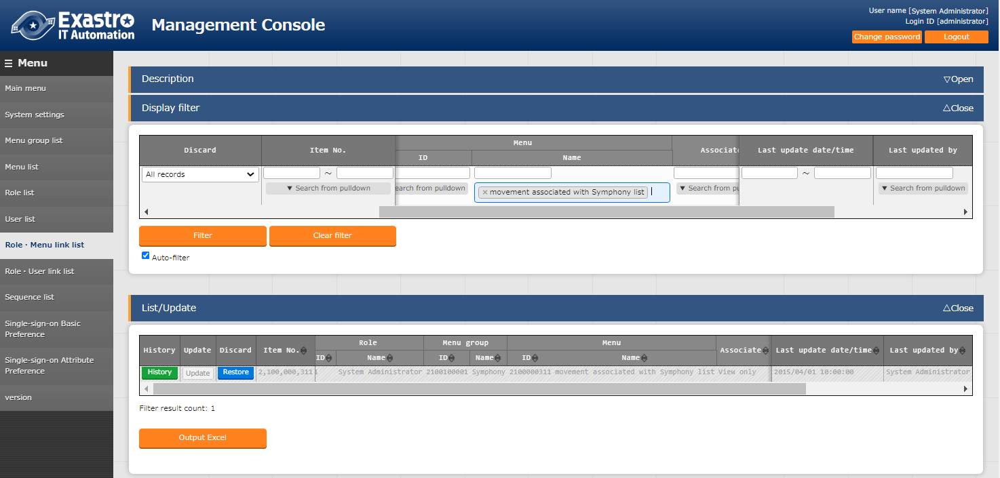 Exastro
IT Automation
Management Console
User name [System Administrator]
Login ID [administrator]
Change password
Logout
Menu
Main menu
System settings
Menu group list
Menu list
Role list
User list
Role · Menu link list
Role · User link list
Sequence list
Single-sign-on Basic
Preference
Single-sign-on Attribute
Preference
version
Description
▽Open
Display filter
△Close
Discard
Item No.
Menu
ID
Name
Associate
Last update date/time
Last updated by
All records
~
~
▼ Search from pulldown
earch from pulldown
× movement associated with Symphony list
▼ Search from pu
▼ Search from pulldown
Filter
Clear filter
Auto-filter
List/Update
△Close
History
Update
Discard
Item No.
Role
Menu group
Menu
Associate
Last update date/time
Last updated by
ID
Name
ID
Name
ID
Name
History
Update
Restore
2,100,000,311
System Administrator
2100100001
Symphony
2100000311
movement associated with Symphony list
View only
2015/04/01 10:00:00
System Administrator
Filter result count: 1
Output Excel